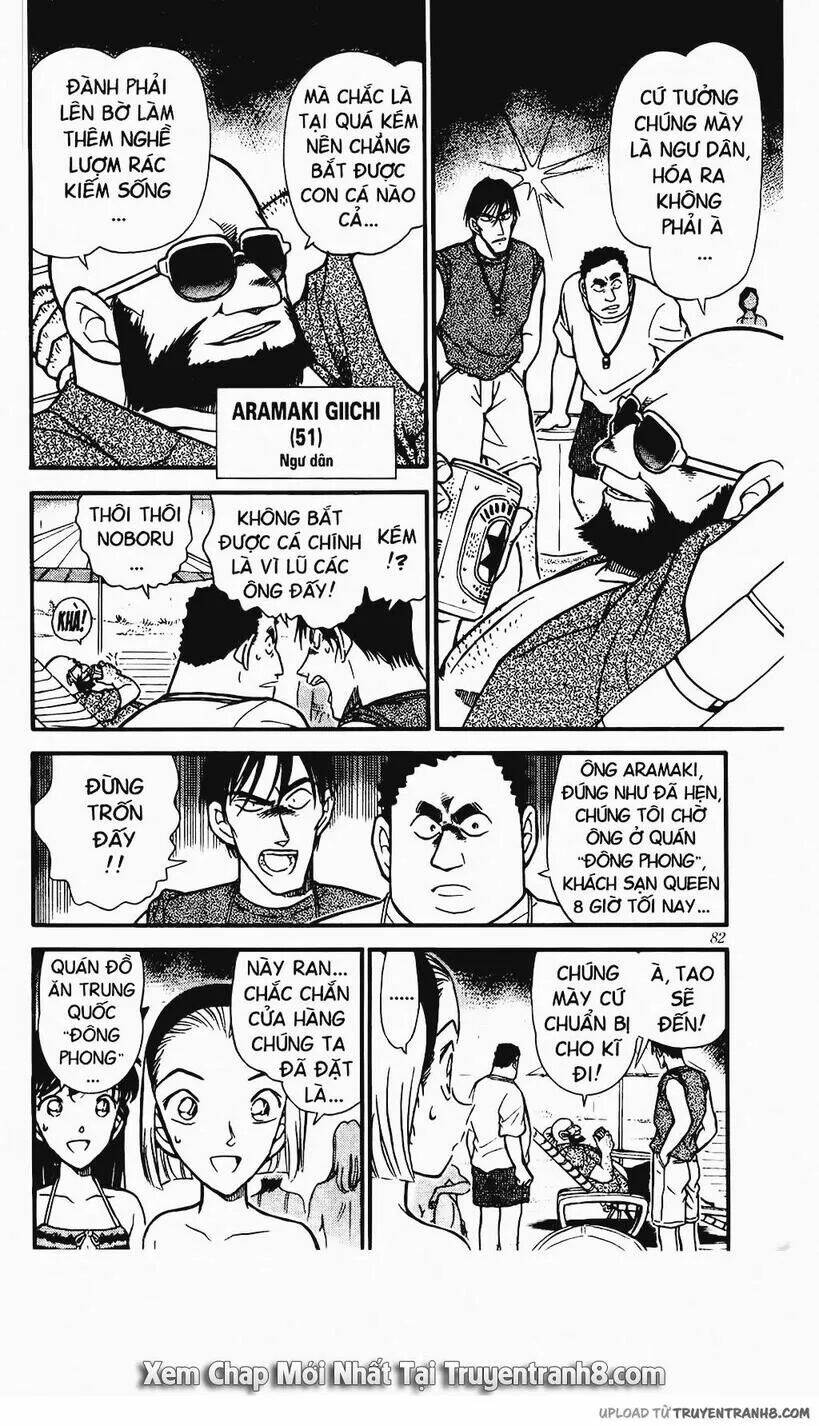 CỨ TƯỞNG
CHÚNG MÀY
LÀ NGƯ DÂN,
HÓA RA
KHÔNG
PHẢI À
...
MÀ CHẮC LÀ
TẠI QUÁ KÉM
NÊN CHẲNG
BẮT ĐƯỢC
CON CÁ NÀO
CẢ...
ĐÀNH PHẢI
LÊN BỜ LÀM
THÊM NGHỀ
LƯỢM RÁC
KIẾM SỐNG
...
ARAMAKI GIICHI
(51)
Ngư dân
KÉM
!?
KHÔNG BẮT
ĐƯỢC CÁ CHÍNH
LÀ VÌ LŨ CÁC
ÔNG ĐẤY!
THÔI THÔI
NOBORU
...
KHÀ!
ÔNG ARAMAKI,
ĐÚNG NHƯ ĐÃ HẸN,
CHÚNG TÔI CHỜ
ÔNG Ở QUÁN
"ĐÔNG PHONG",
KHÁCH SẠN QUEEN
8 GIỜ TỐI NAY...
ĐỪNG
TRỐN
ĐẤY
!!
82
À, TAO
SẼ
ĐẾN!
CHÚNG
MÀY CỨ
CHUẨN BỊ
CHO KĨ
ĐI!
......
NÀY RAN...
CHẮC CHẮN
CỬA HÀNG
CHÚNG TA
ĐÃ ĐẶT
LÀ...
QUÁN ĐỒ
ĂN TRUNG
QUỐC
"ĐÔNG
PHONG"
...
Xem Chap Mới Nhất Tại Truyentranh8.com
UPLOAD TỪ TRUYENTRANH8.COM